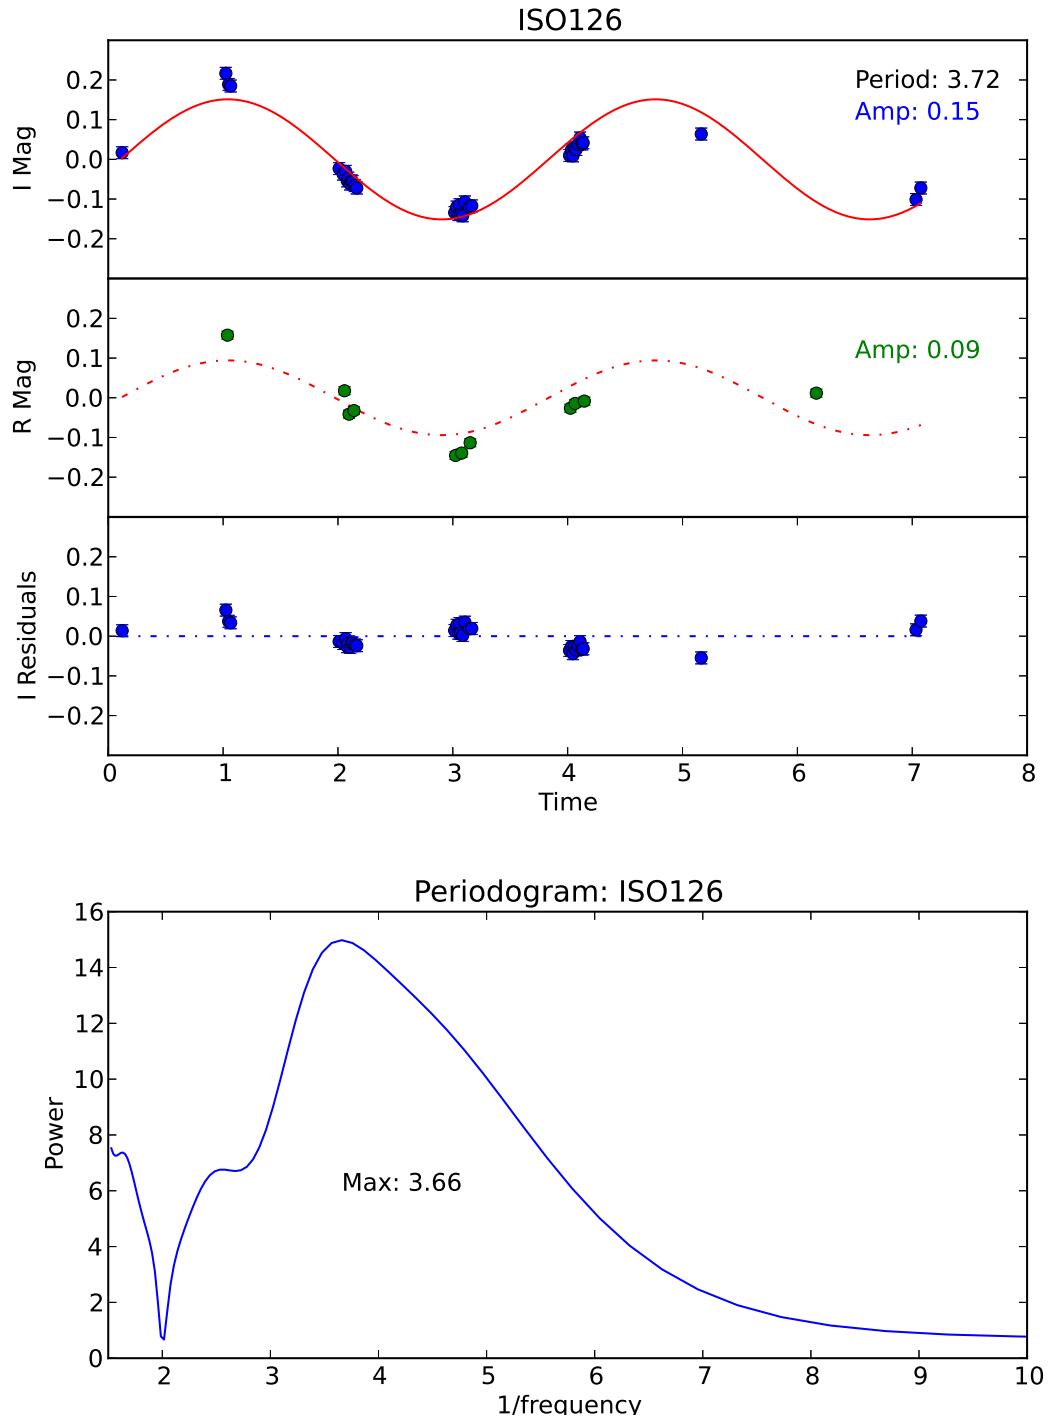 ISO126
0.2
0.1
0.0
−0.1
−0.2
I Mag
Period: 3.72
Amp: 0.15
0.2
0.1
0.0
−0.1
−0.2
R Mag
Amp: 0.09
0.2
0.1
0.0
−0.1
−0.2
I Residuals
0 1 2 3 4 5 6 7 8
Time
Periodogram: ISO126
16
14
12
10
8
6
4
2
0
Power
Max: 3.66
2 3 4 5 6 7 8 9 10
1/frequency